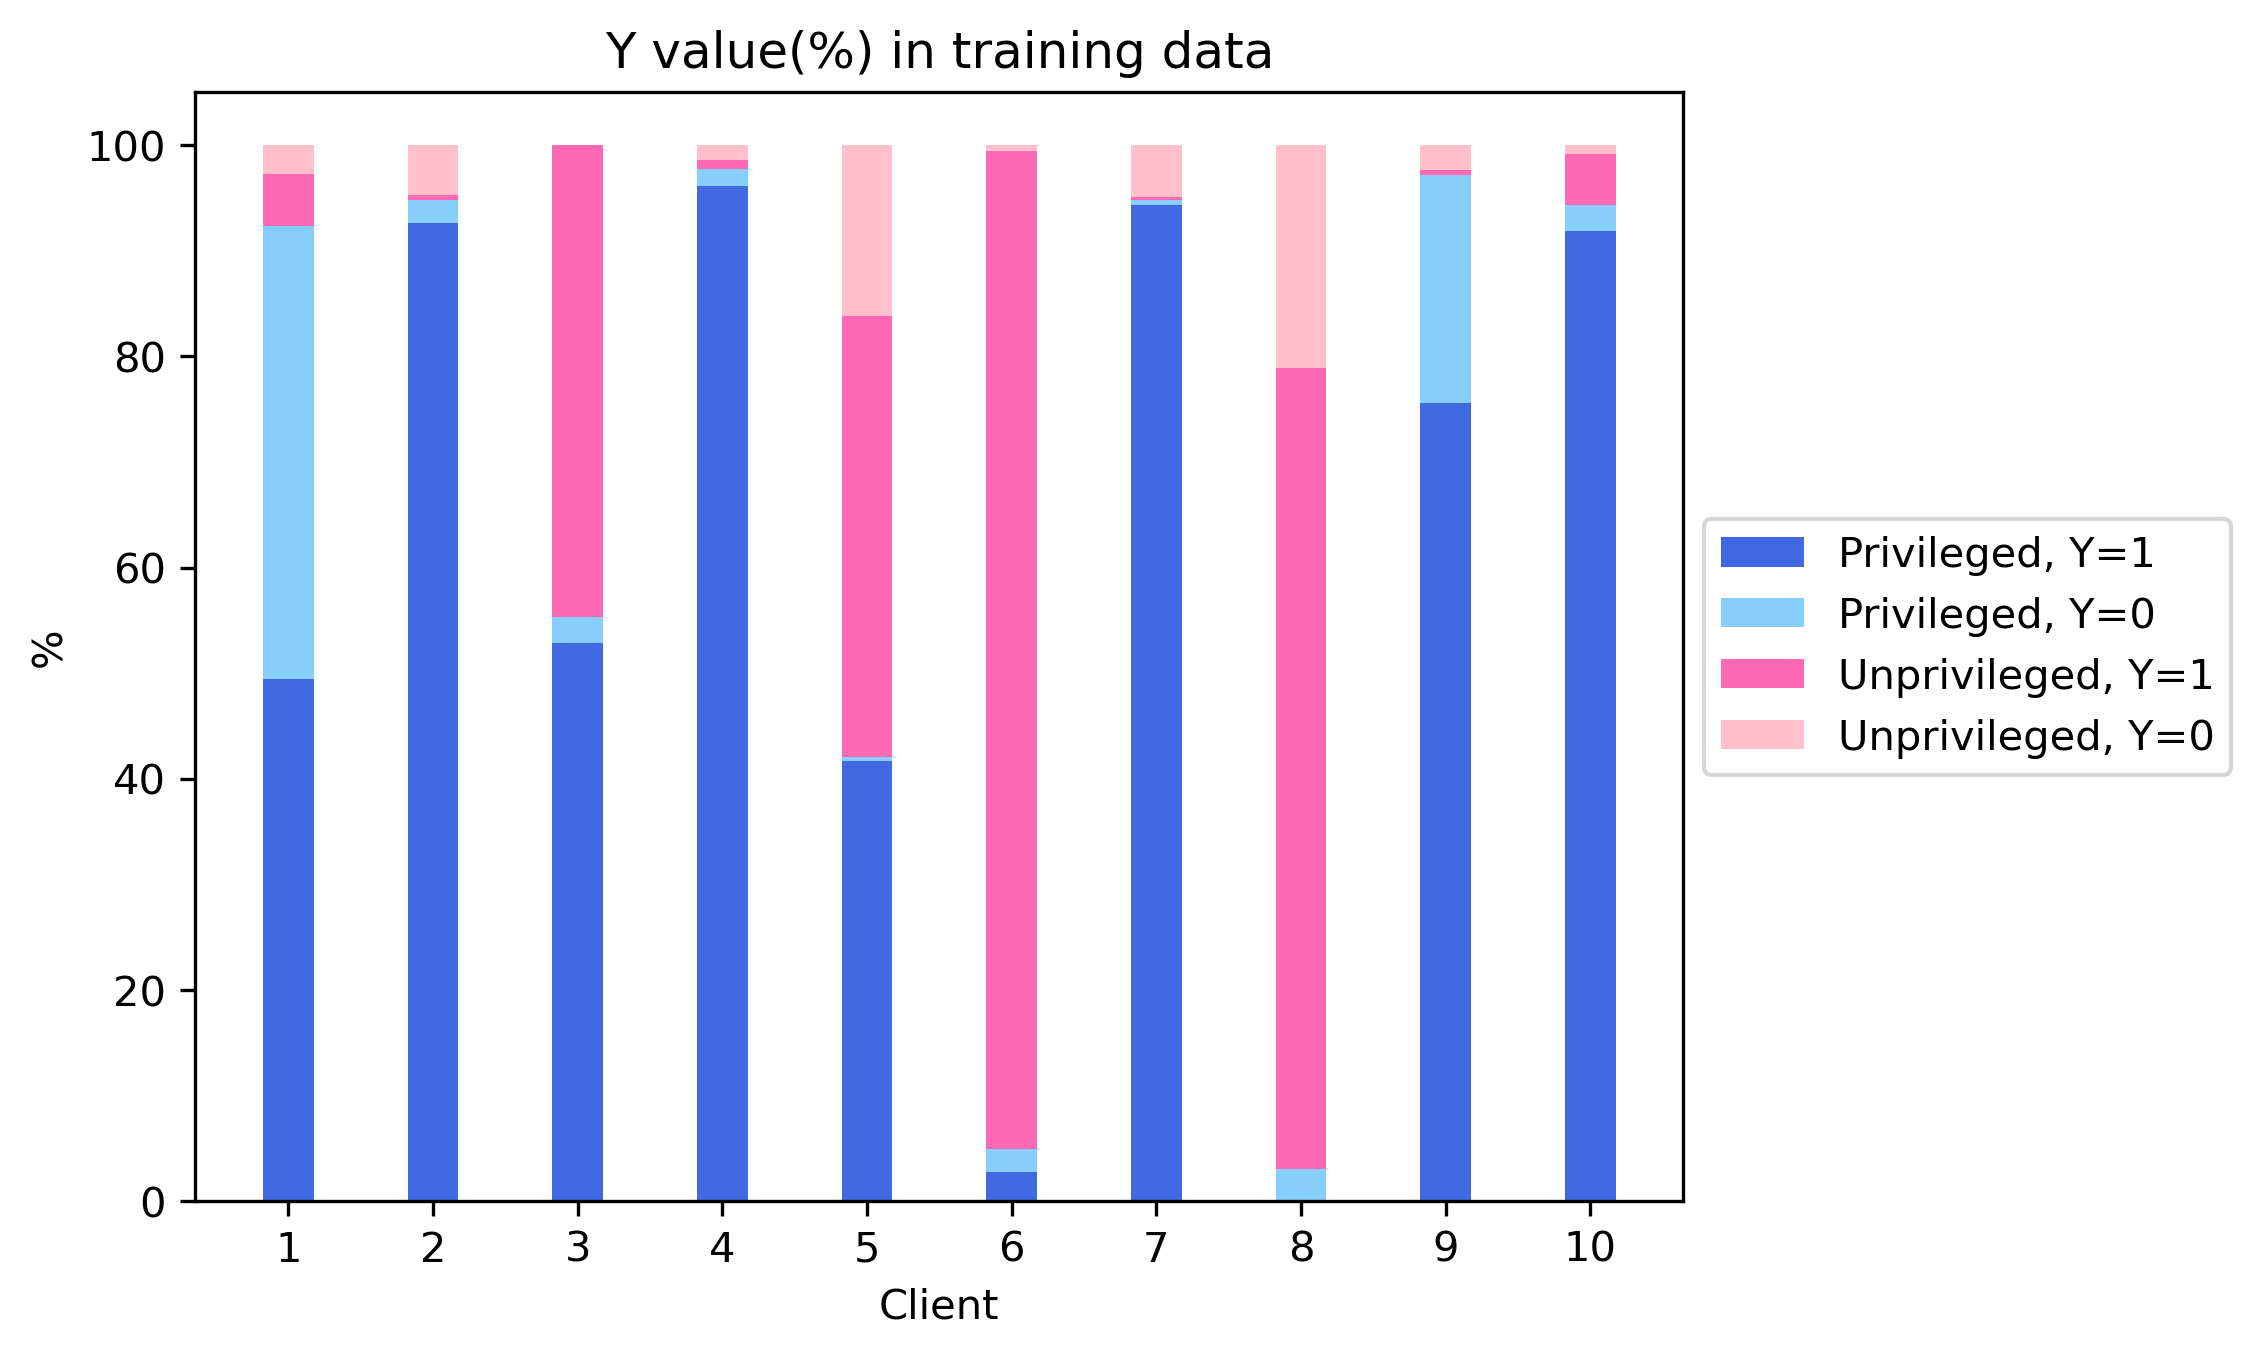 Y value(%) in training data
100
80
60
40
20
0
%
1 2 3 4 5 6 7 8 9 10
Client
Privileged, Y=1
Privileged, Y=0
Unprivileged, Y=1
Unprivileged, Y=0